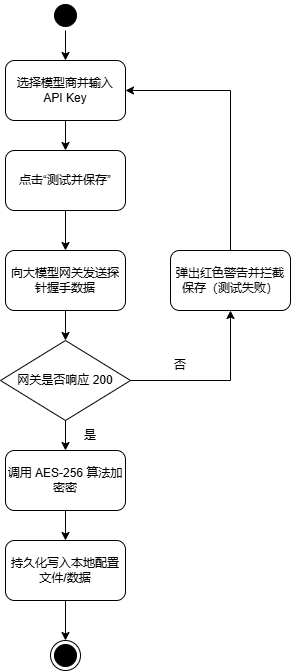 选择模型商并输入
API Key
点击“测试并保存”
向大模型网关发送探
针握手数据
弹出红色警告并拦截
保存（测试失败）
网关是否响应 200
否
是
调用 AES-256 算法加
密密
持久化写入本地配置
文件/数据